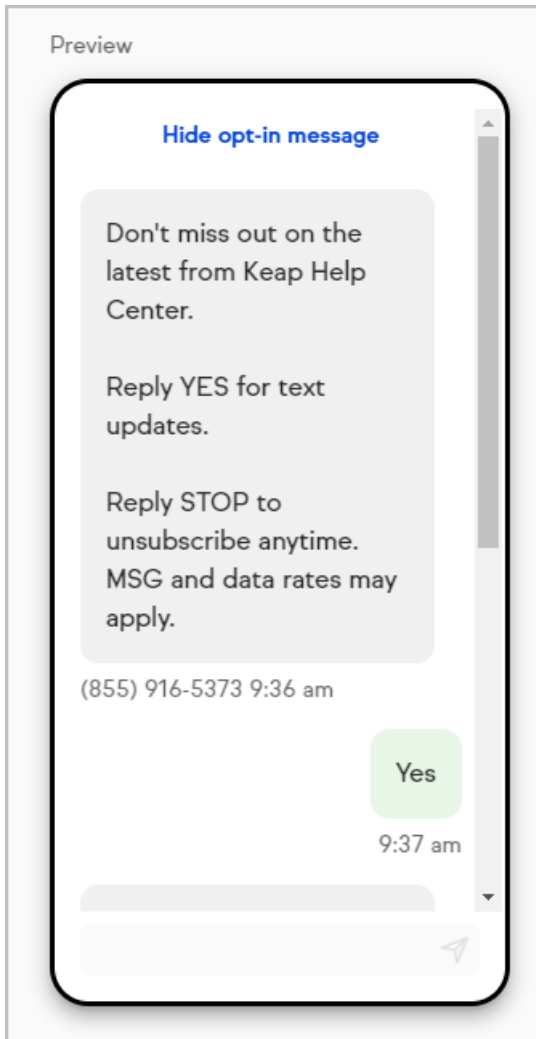 Preview
Hide opt-in message
Don't miss out on the
latest from Keap Help
Center.
Reply YES for text
updates.
Reply STOP to
unsubscribe anytime.
MSG and data rates may
apply.
(855) 916-5373 9:36 am
Yes
9:37 am